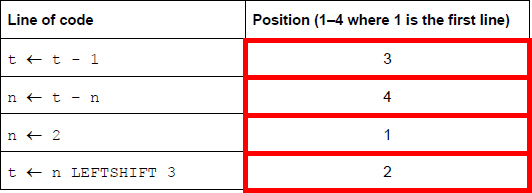 Line of code Position (1–4 where 1 is the first line)
t ← t - 1 3
n ← t - n 4
n ← 2 1
t ← n LEFTSHIFT 3 2